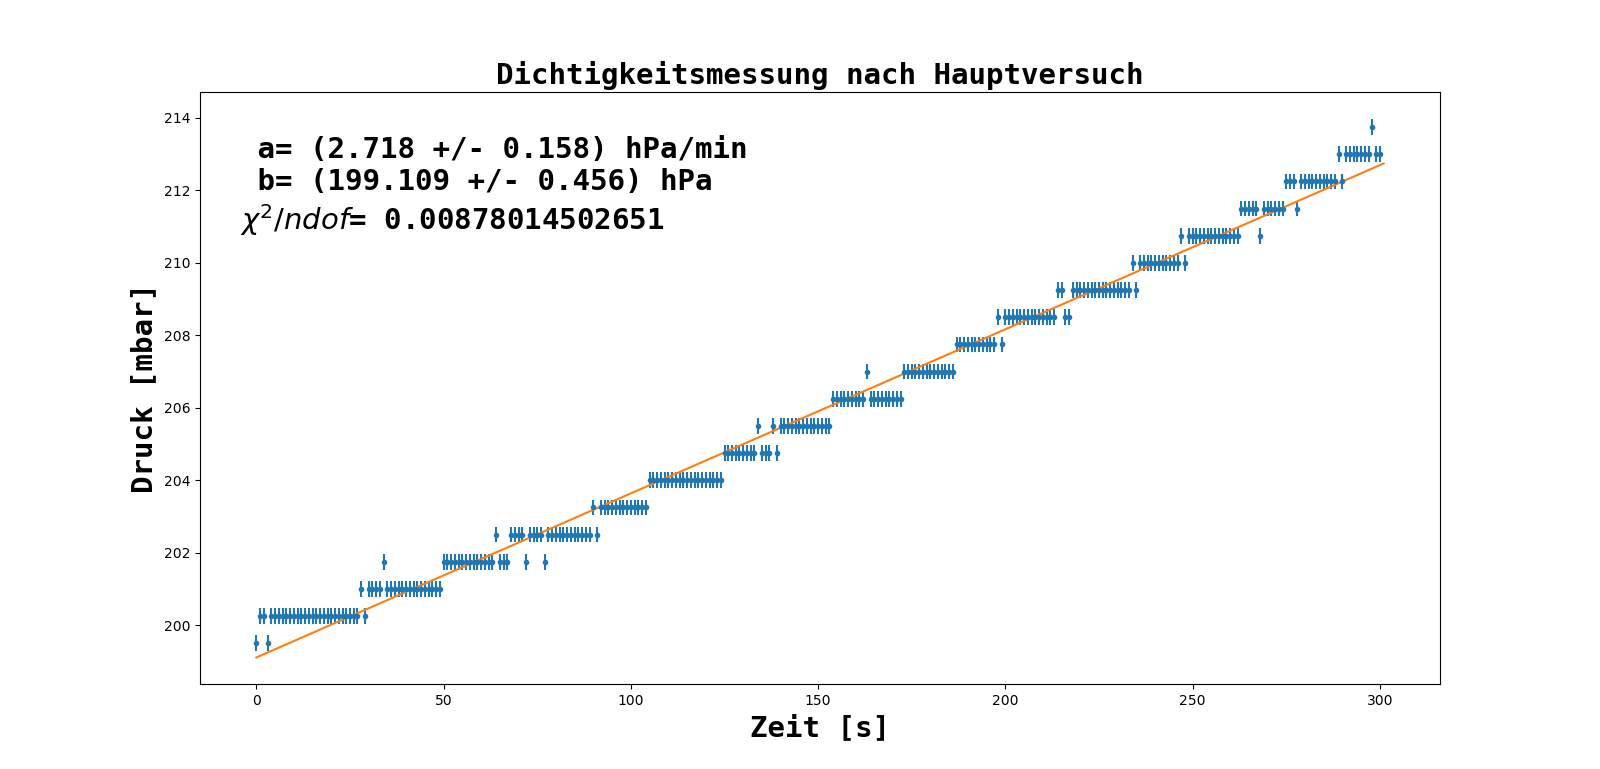 Dichtigkeitsmessung nach Hauptversuch
a= (2.718 +/- 0.158) hPa/min
b= (199.109 +/- 0.456) hPa
χ²/ndof= 0.00878014502651
Druck [mbar]
214
212
210
208
206
204
202
200
0 50 100 150 200 250 300
Zeit [s]